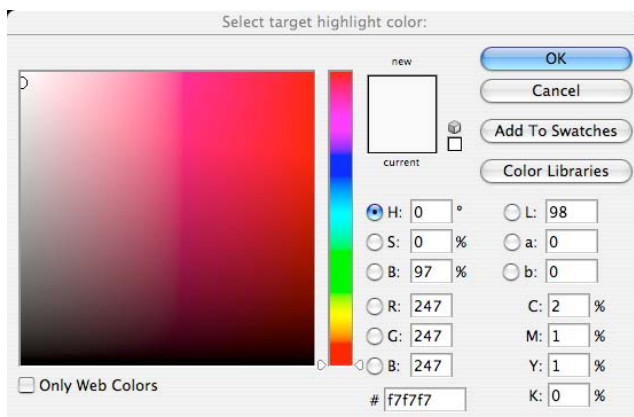 Select target highlight color:
new
current
OK
Cancel
Add To Swatches
Color Libraries
H: 0 °
S: 0 %
B: 97 %
R: 247
G: 247
B: 247
# f7f7f7
L: 98
a: 0
b: 0
C: 2 %
M: 1 %
Y: 1 %
K: 0 %
Only Web Colors